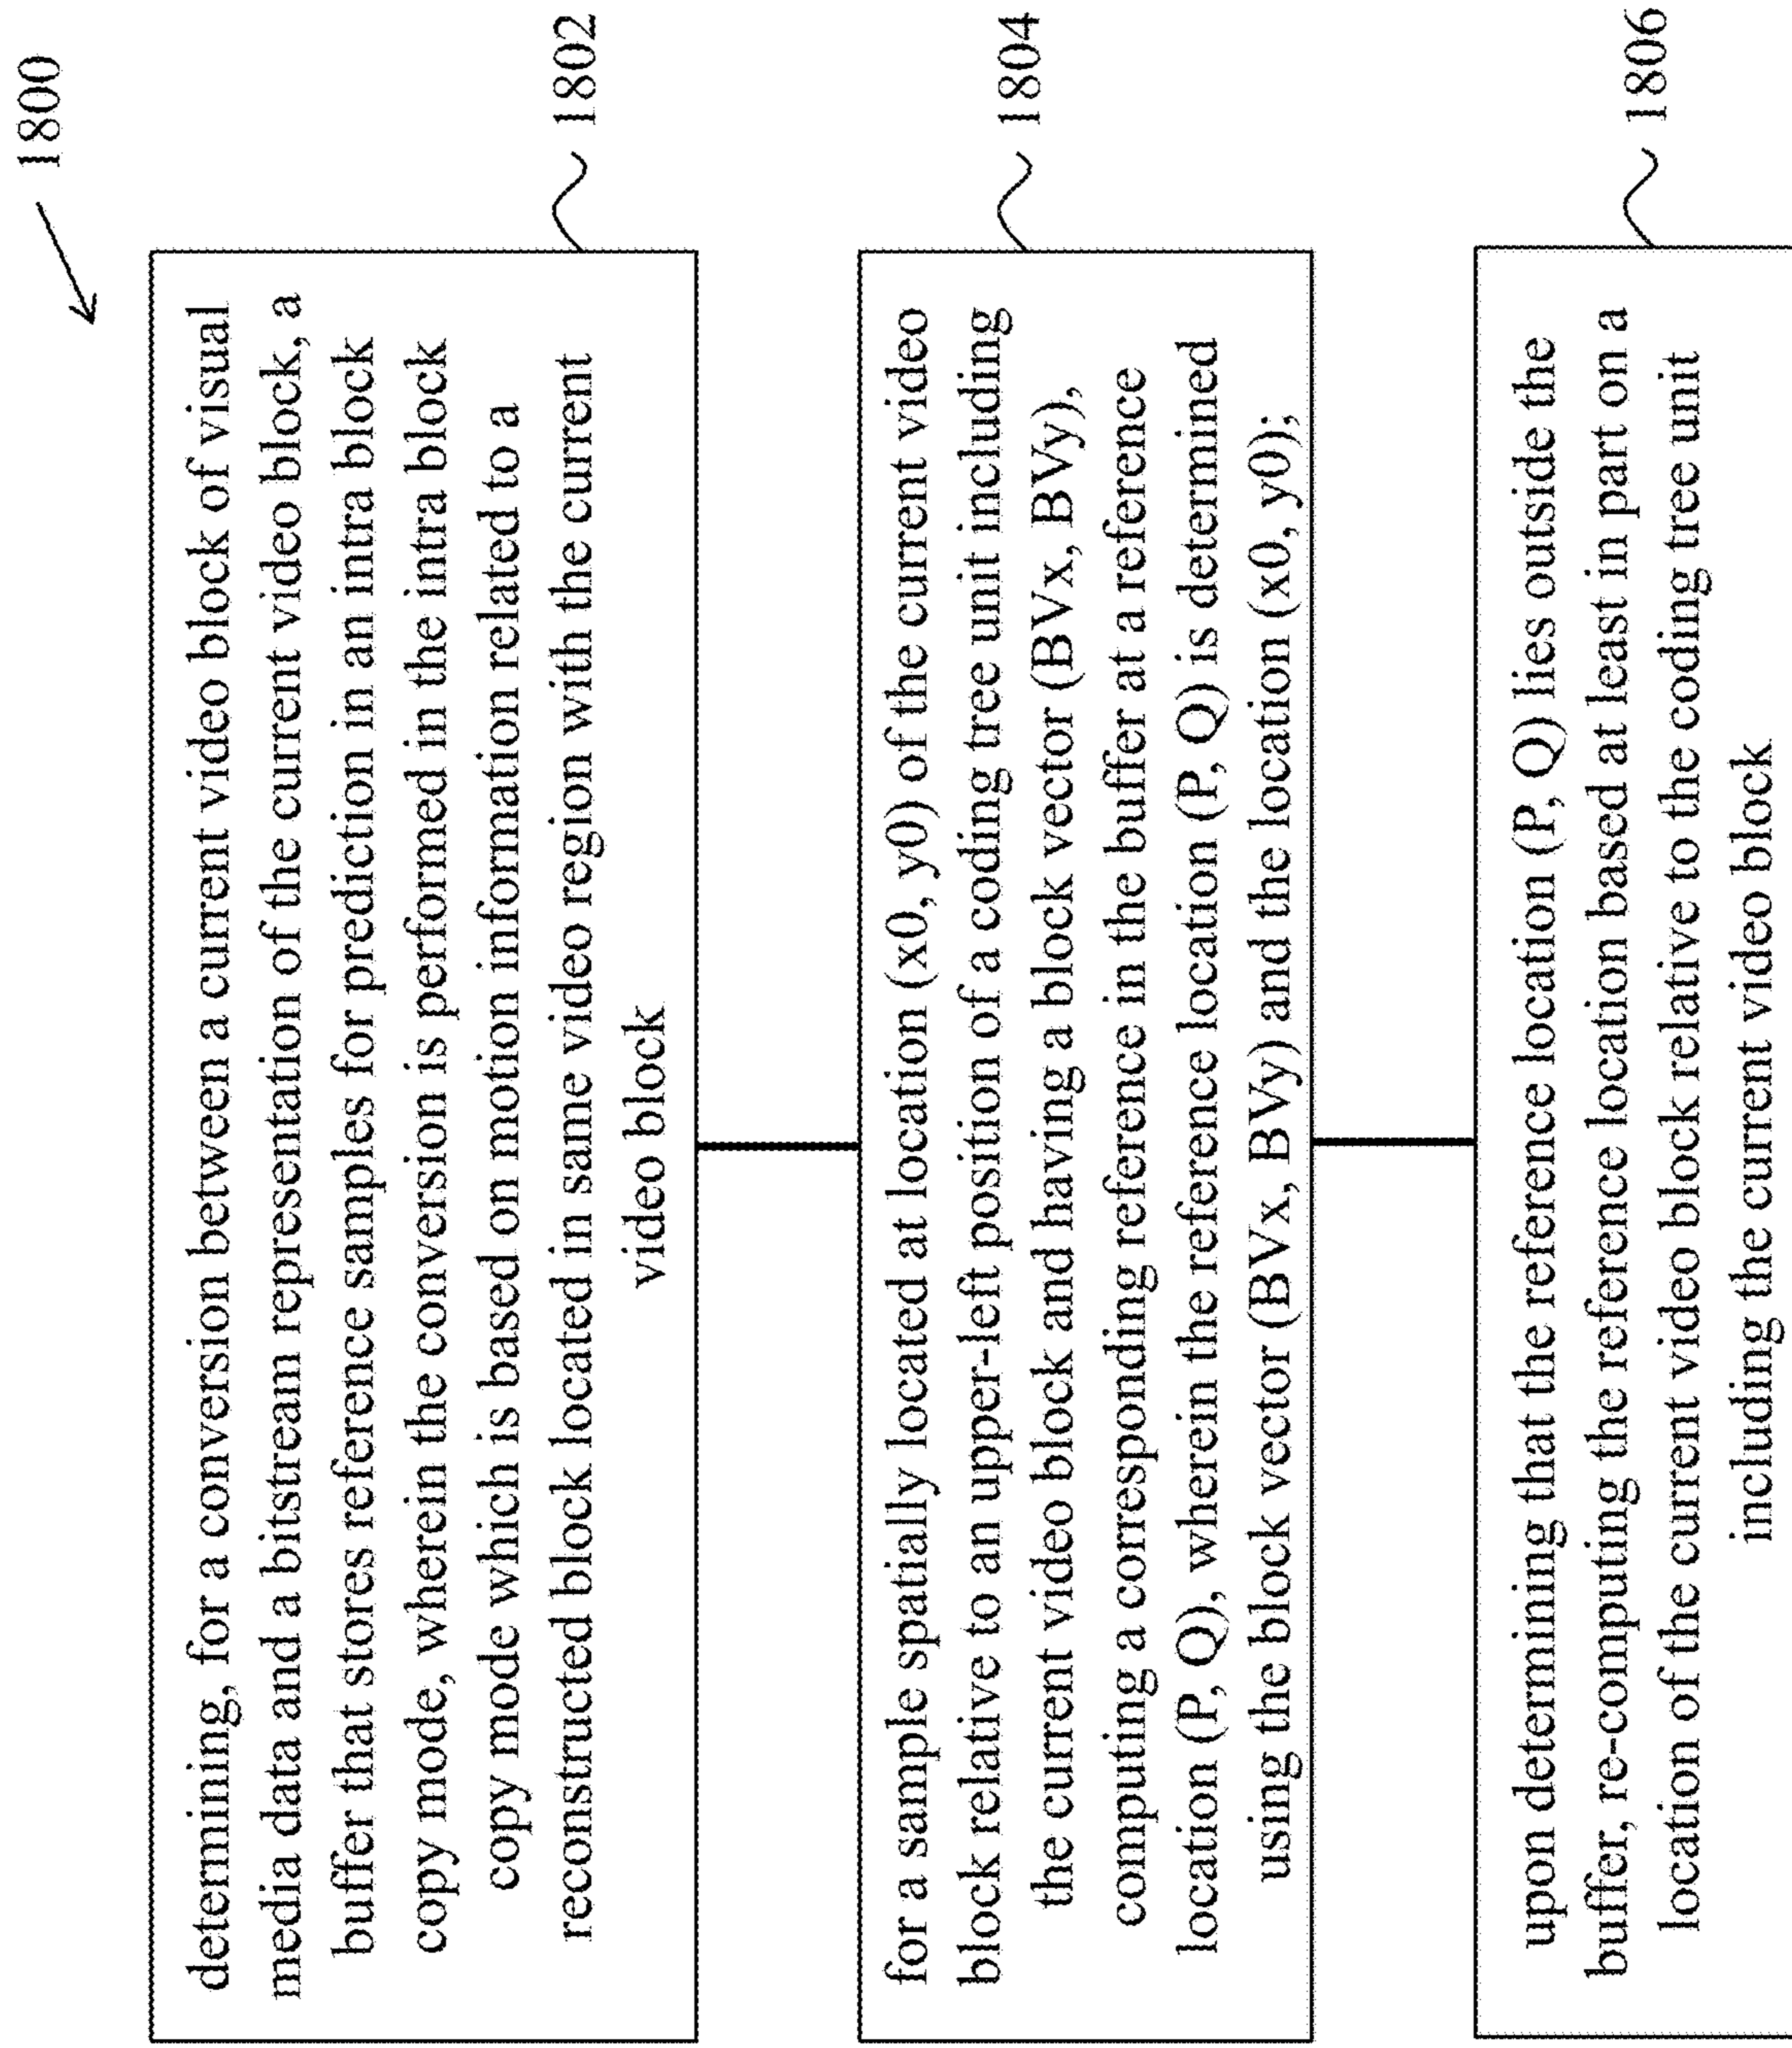 1800
determining, for a conversion between a current video block of visual
media data and a bitstream representation of the current video block, a
buffer that stores reference samples for prediction in an intra block
copy mode, wherein the conversion is performed in the intra block
copy mode which is based on motion information related to a
reconstructed block located in same video region with the current
video block
1802
for a sample spatially located at location (x0, y0) of the current video
block relative to an upper-left position of a coding tree unit including
the current video block and having a block vector (BVx, BVy),
computing a corresponding reference in the buffer at a reference
location (P, Q), wherein the reference location (P, Q) is determined
using the block vector (BVx, BVy) and the location (x0, y0);
1804
upon determining that the reference location (P, Q) lies outside the
buffer, re-computing the reference location based at least in part on a
location of the current video block relative to the coding tree unit
including the current video block
1806